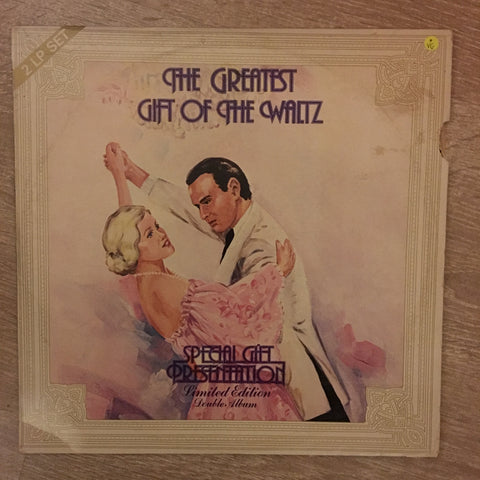 2 LP SET
THE GREATEST
GIFT OF THE WALTZ
SPECIAL GIFT
PRESENTATION
Limited Edition
Double Album